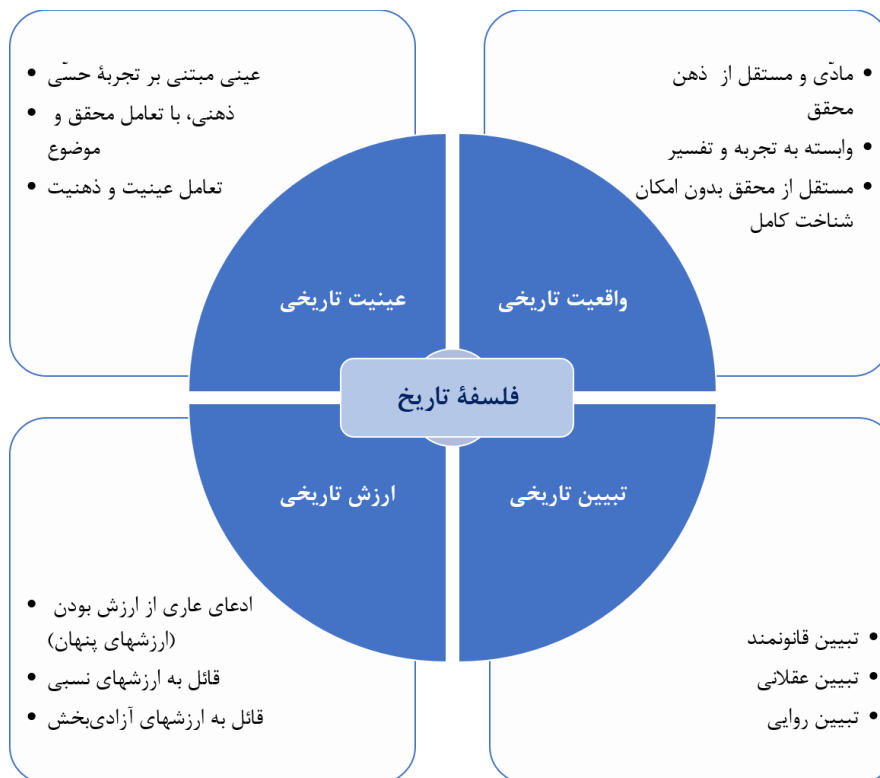 مادّی و مستقل از ذهن
محقق
وابسته به تجربه و تفسیر
مستقل از محقق بدون امکان
شناخت کامل
عینی مبتنی بر تجربهٔ حسّی
ذهنی، با تعامل محقق و
موضوع
تعامل عینیت و ذهنیت
واقعیت تاریخی
عینیت تاریخی
فلسفهٔ تاریخ
تبیین تاریخی
ارزش تاریخی
تبیین قانونمند
تبیین عقلانی
تبیین روایی
ادعای عاری از ارزش بودن
(ارزشهای پنهان)
قائل به ارزشهای نسبی
قائل به ارزشهای آزادی‌بخش